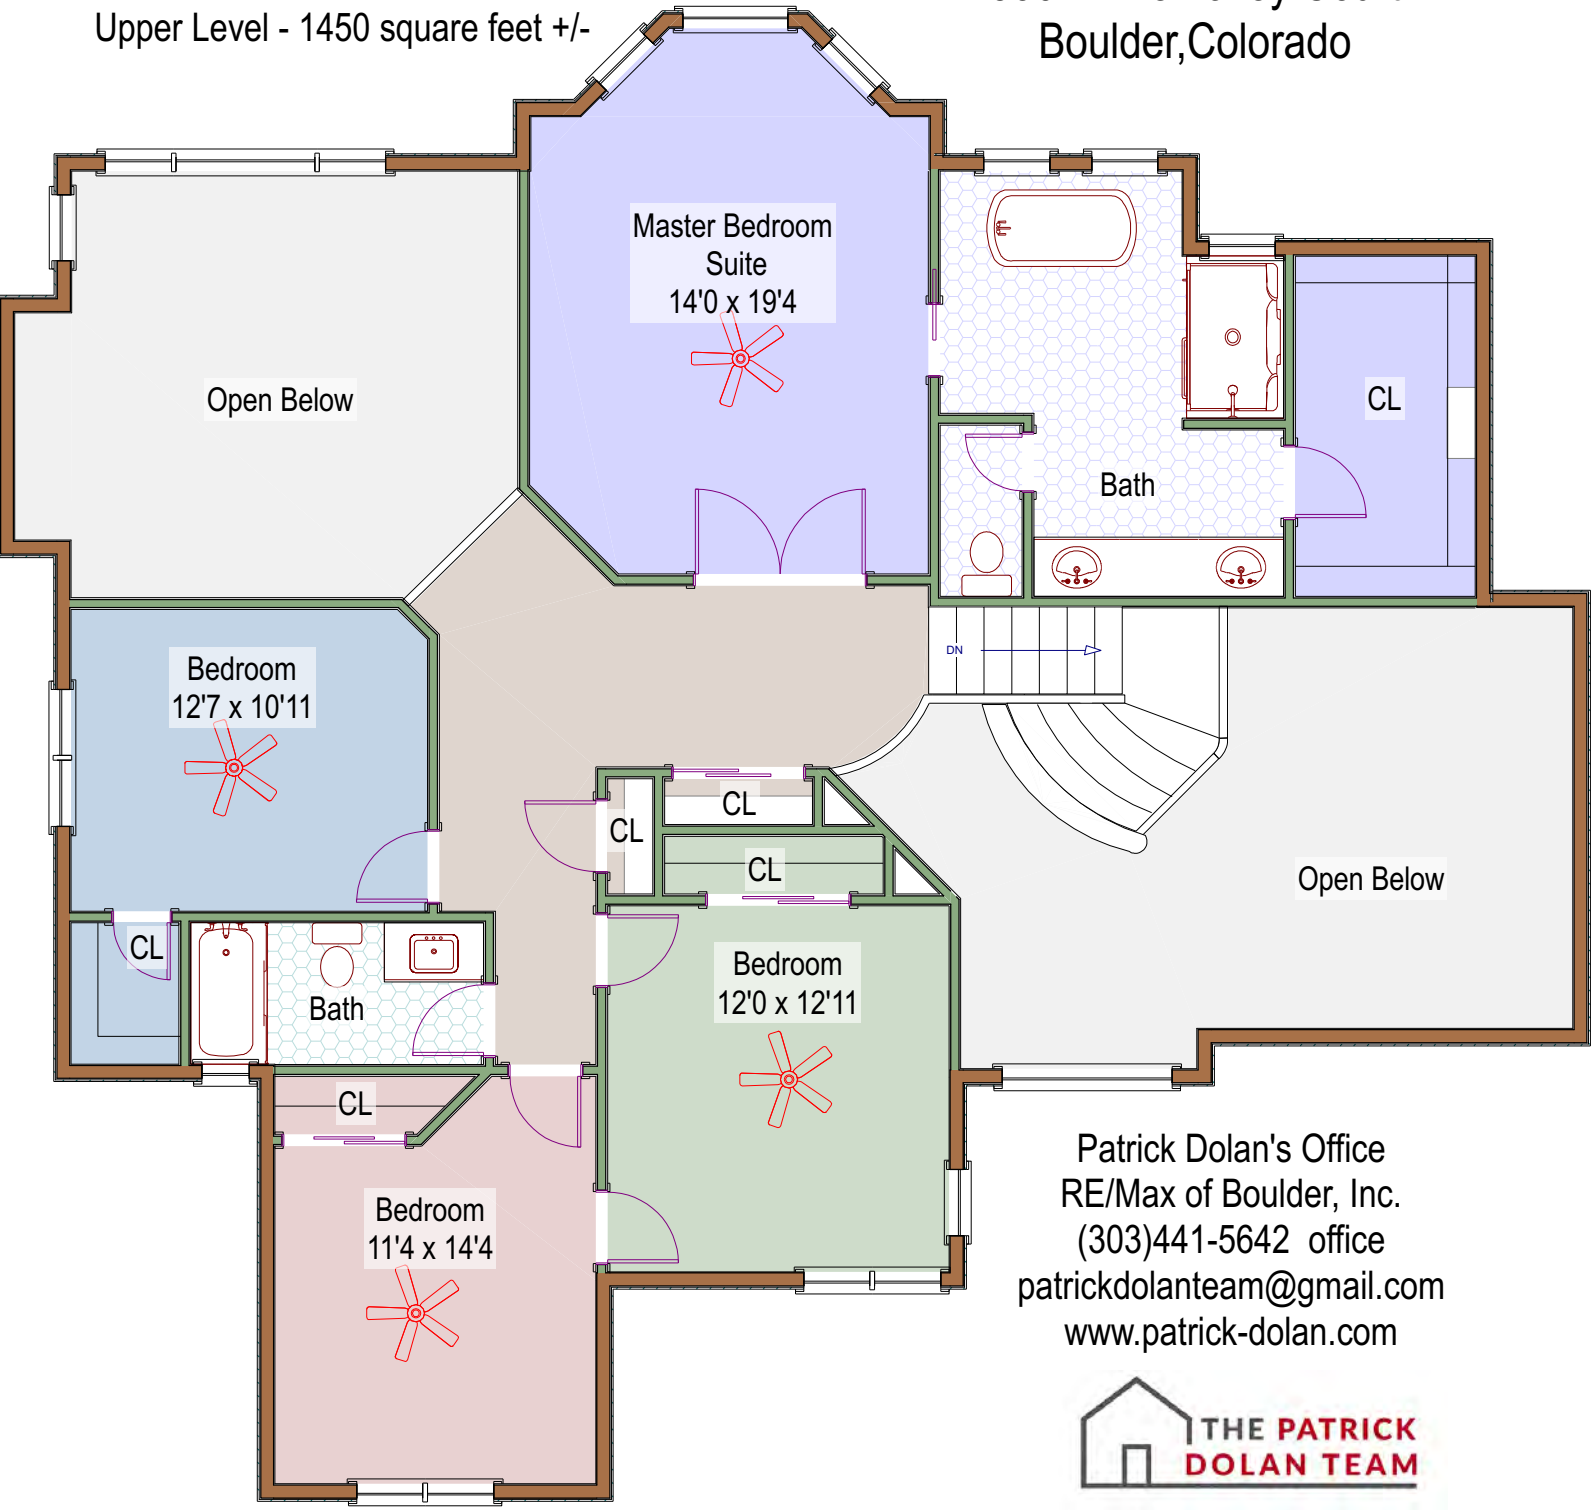 Upper Level - 1450 square feet +/-
Boulder,Colorado
Master Bedroom
Suite
14'0 x 19'4
Open Below
CL
Bath
DN
Bedroom
12'7 x 10'11
CL
CL
CL
Open Below
CL
Bath
Bedroom
12'0 x 12'11
CL
Bedroom
11'4 x 14'4
Patrick Dolan's Office
RE/Max of Boulder, Inc.
(303)441-5642 office
patrickdolanteam@gmail.com
www.patrick-dolan.com
THE PATRICK
DOLAN TEAM